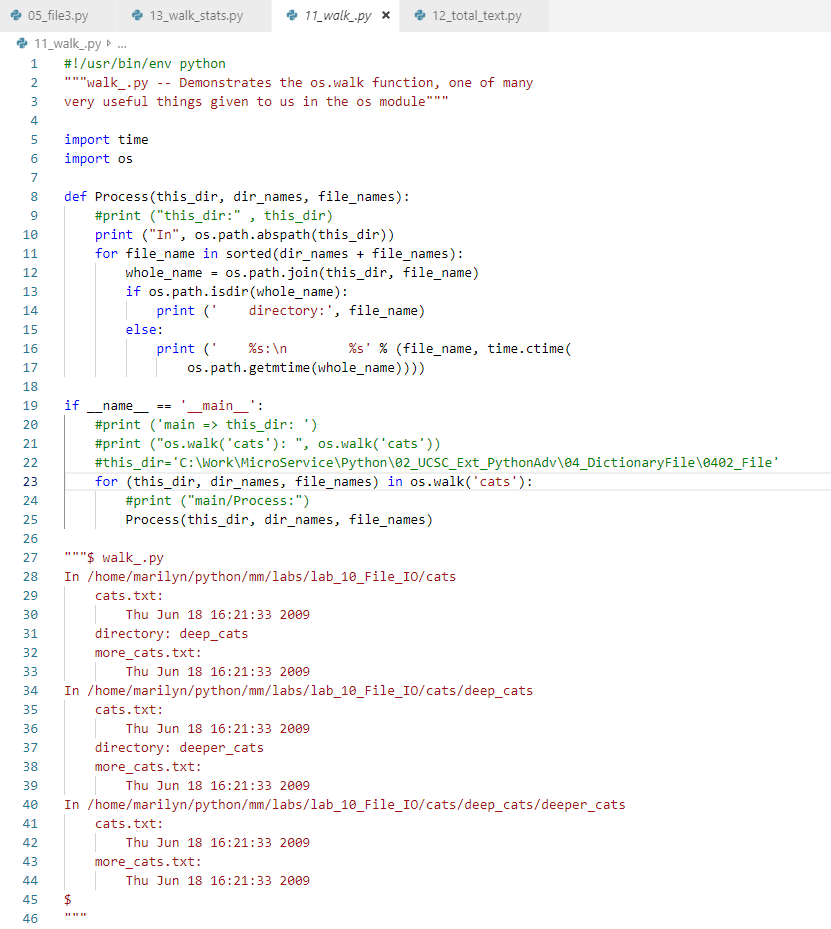 05_file3.py 13_walk_stats.py 11_walk_.py × 12_total_text.py
11_walk_.py ▸ ...
1 #!/usr/bin/env python
2 """walk_.py -- Demonstrates the os.walk function, one of many
3 very useful things given to us in the os module"""
4
5 import time
6 import os
7
8 def Process(this_dir, dir_names, file_names):
9     #print ("this_dir:" , this_dir)
10     print ("In", os.path.abspath(this_dir))
11     for file_name in sorted(dir_names + file_names):
12         whole_name = os.path.join(this_dir, file_name)
13         if os.path.isdir(whole_name):
14             print ('    directory:', file_name)
15         else:
16             print ('    %s:\n        %s' % (file_name, time.ctime(
17                 os.path.getmtime(whole_name))))
18
19 if __name__ == '__main__':
20     #print ('main => this_dir: ')
21     #print ("os.walk('cats'): ", os.walk('cats'))
22     #this_dir='C:\Work\MicroService\Python\02_UCSC_Ext_PythonAdv\04_DictionaryFile\0402_File'
23     for (this_dir, dir_names, file_names) in os.walk('cats'):
24         #print ("main/Process:")
25         Process(this_dir, dir_names, file_names)
26
27 """$ walk_.py
28 In /home/marilyn/python/mm/labs/lab_10_File_IO/cats
29     cats.txt:
30         Thu Jun 18 16:21:33 2009
31     directory: deep_cats
32     more_cats.txt:
33         Thu Jun 18 16:21:33 2009
34 In /home/marilyn/python/mm/labs/lab_10_File_IO/cats/deep_cats
35     cats.txt:
36         Thu Jun 18 16:21:33 2009
37     directory: deeper_cats
38     more_cats.txt:
39         Thu Jun 18 16:21:33 2009
40 In /home/marilyn/python/mm/labs/lab_10_File_IO/cats/deep_cats/deeper_cats
41     cats.txt:
42         Thu Jun 18 16:21:33 2009
43     more_cats.txt:
44         Thu Jun 18 16:21:33 2009
45 $
46 """